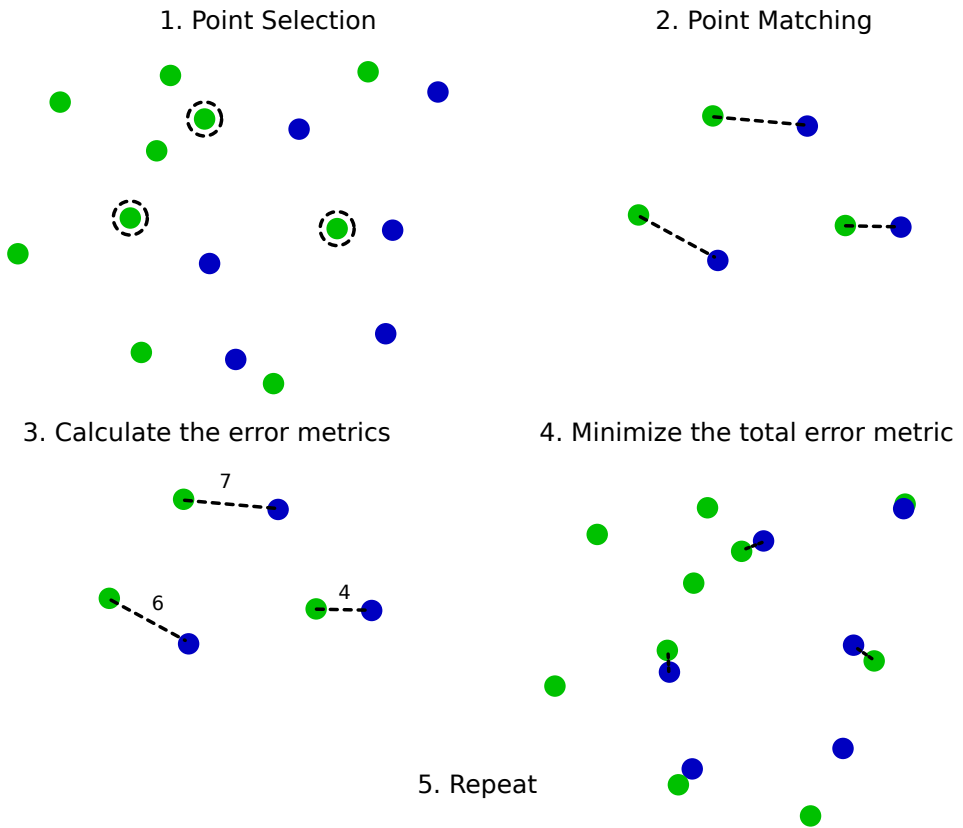 1. Point Selection
2. Point Matching
3. Calculate the error metrics
4. Minimize the total error metric
7
6
4
5. Repeat